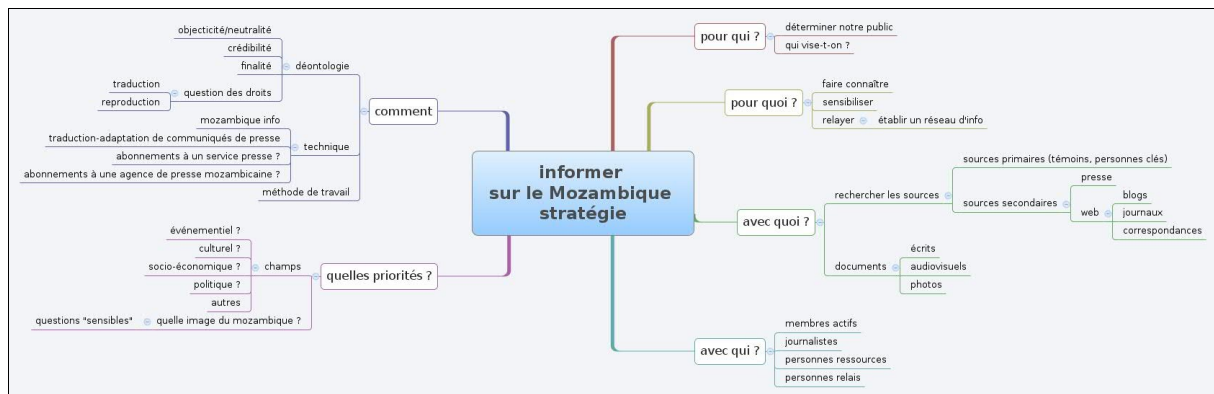 informer
sur le Mozambique
stratégie
pour qui ?
déterminer notre public
qui vise-t-on ?
pour quoi ?
faire connaître
sensibiliser
relayer
établir un réseau d'info
avec quoi ?
rechercher les sources
sources primaires (témoins, personnes clés)
sources secondaires
presse
web
blogs
journaux
correspondances
documents
écrits
audiovisuels
photos
avec qui ?
membres actifs
journalistes
personnes ressources
personnes relais
comment
déontologie
objecticité/neutralité
crédibilité
finalité
question des droits
traduction
reproduction
technique
mozambique info
traduction-adaptation de communiqués de presse
abonnements à un service presse ?
abonnements à une agence de presse mozambicaine ?
méthode de travail
quelles priorités ?
champs
événementiel ?
culturel ?
socio-économique ?
politique ?
autres
quelle image du mozambique ?
questions "sensibles"